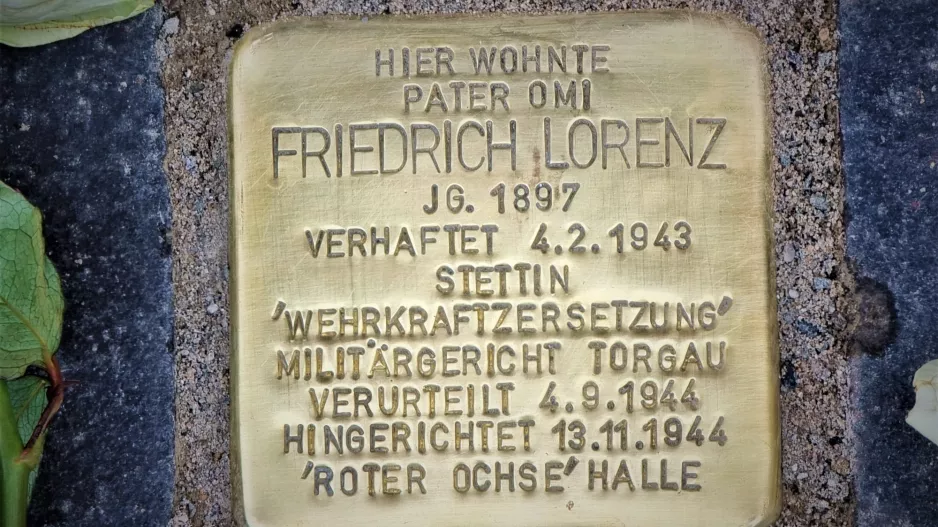 HIER WOHNTE
PATER OMI
FRIEDRICH LORENZ
JG. 1897
VERHAFTET 4.2.1943
STETTIN
'WEHRKRAFTZERSETZUNG'
MILITÄRGERICHT TORGAU
VERURTEILT 4.9.1944
HINGERICHTET 13.11.1944
'ROTER OCHSE' HALLE